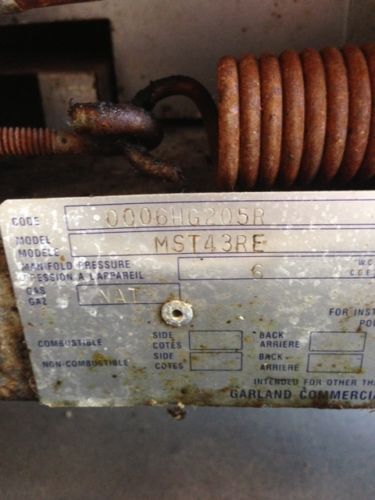 CODE 0006HG205R
MODEL
MODELE MST43RE
MANIFOLD PRESSURE
PRESSION A L'APPAREIL 6 W.C.
GAS
GAZ NAT
FOR INST
COMBUSTIBLE SIDE COTES BACK ARRIERE
NON-COMBUSTIBLE SIDE COTES BACK ARRIERE
INTENDED FOR OTHER THA
GARLAND COMMERCIA